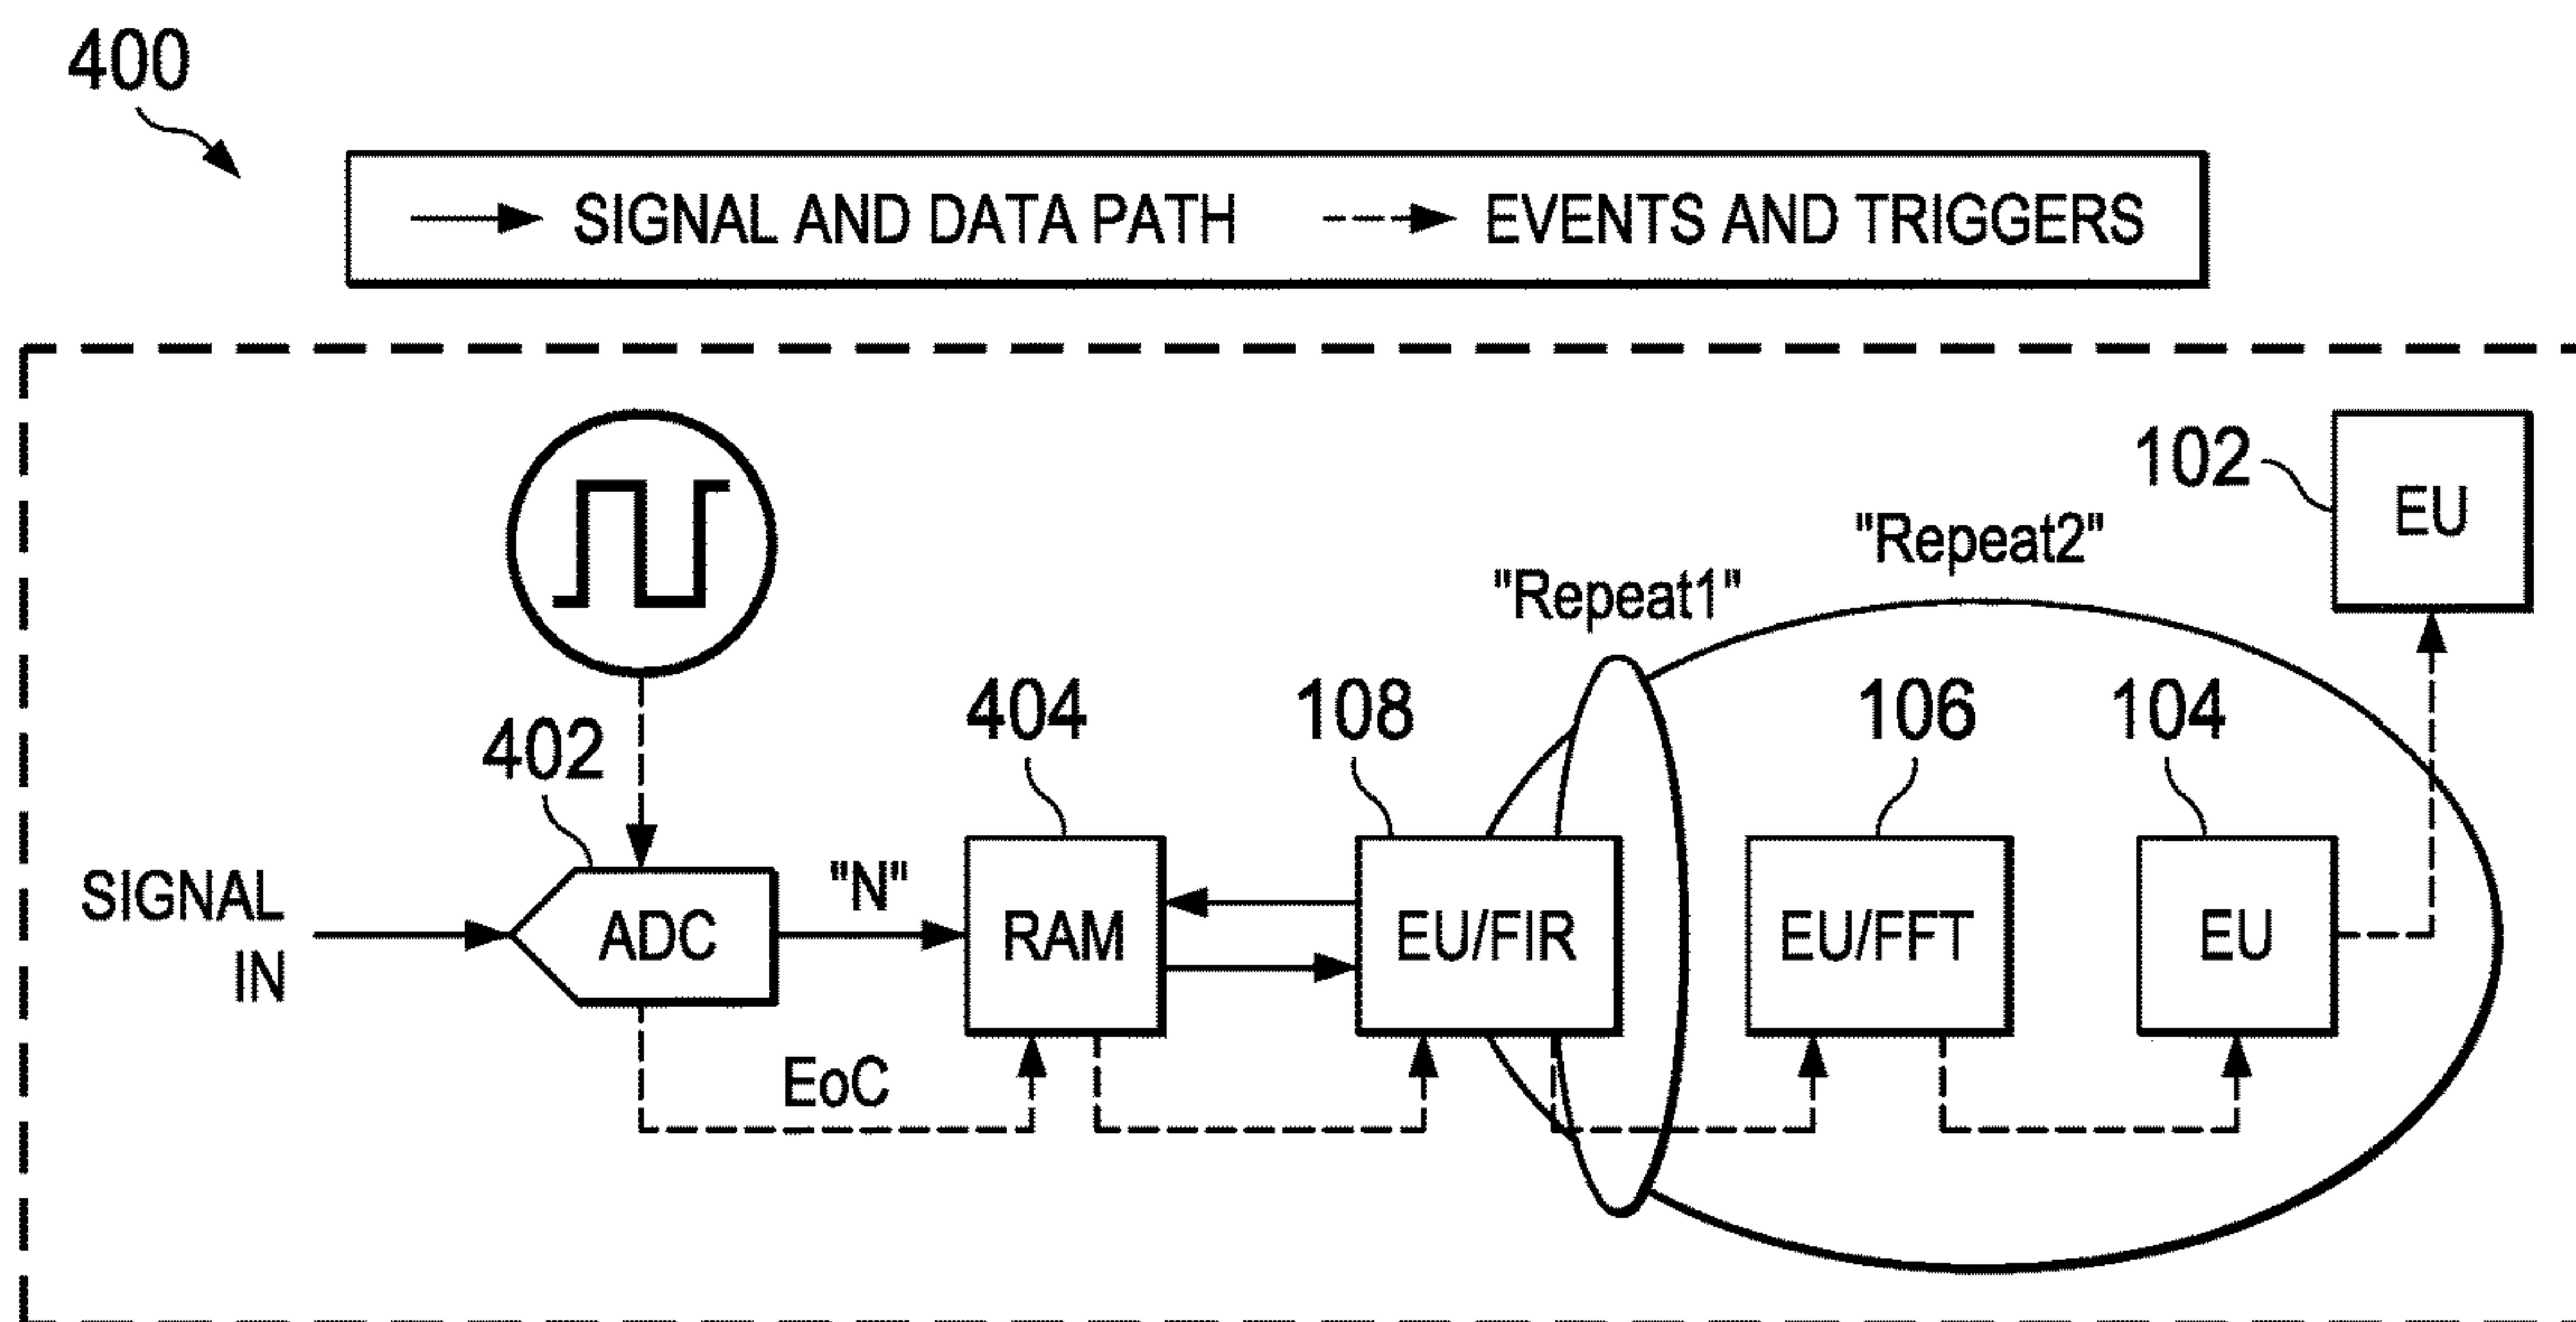 400
SIGNAL AND DATA PATH
EVENTS AND TRIGGERS
102
EU
"Repeat2"
"Repeat1"
402
404
108
106
104
SIGNAL
IN
ADC
"N"
RAM
EU/FIR
EU/FFT
EU
EoC